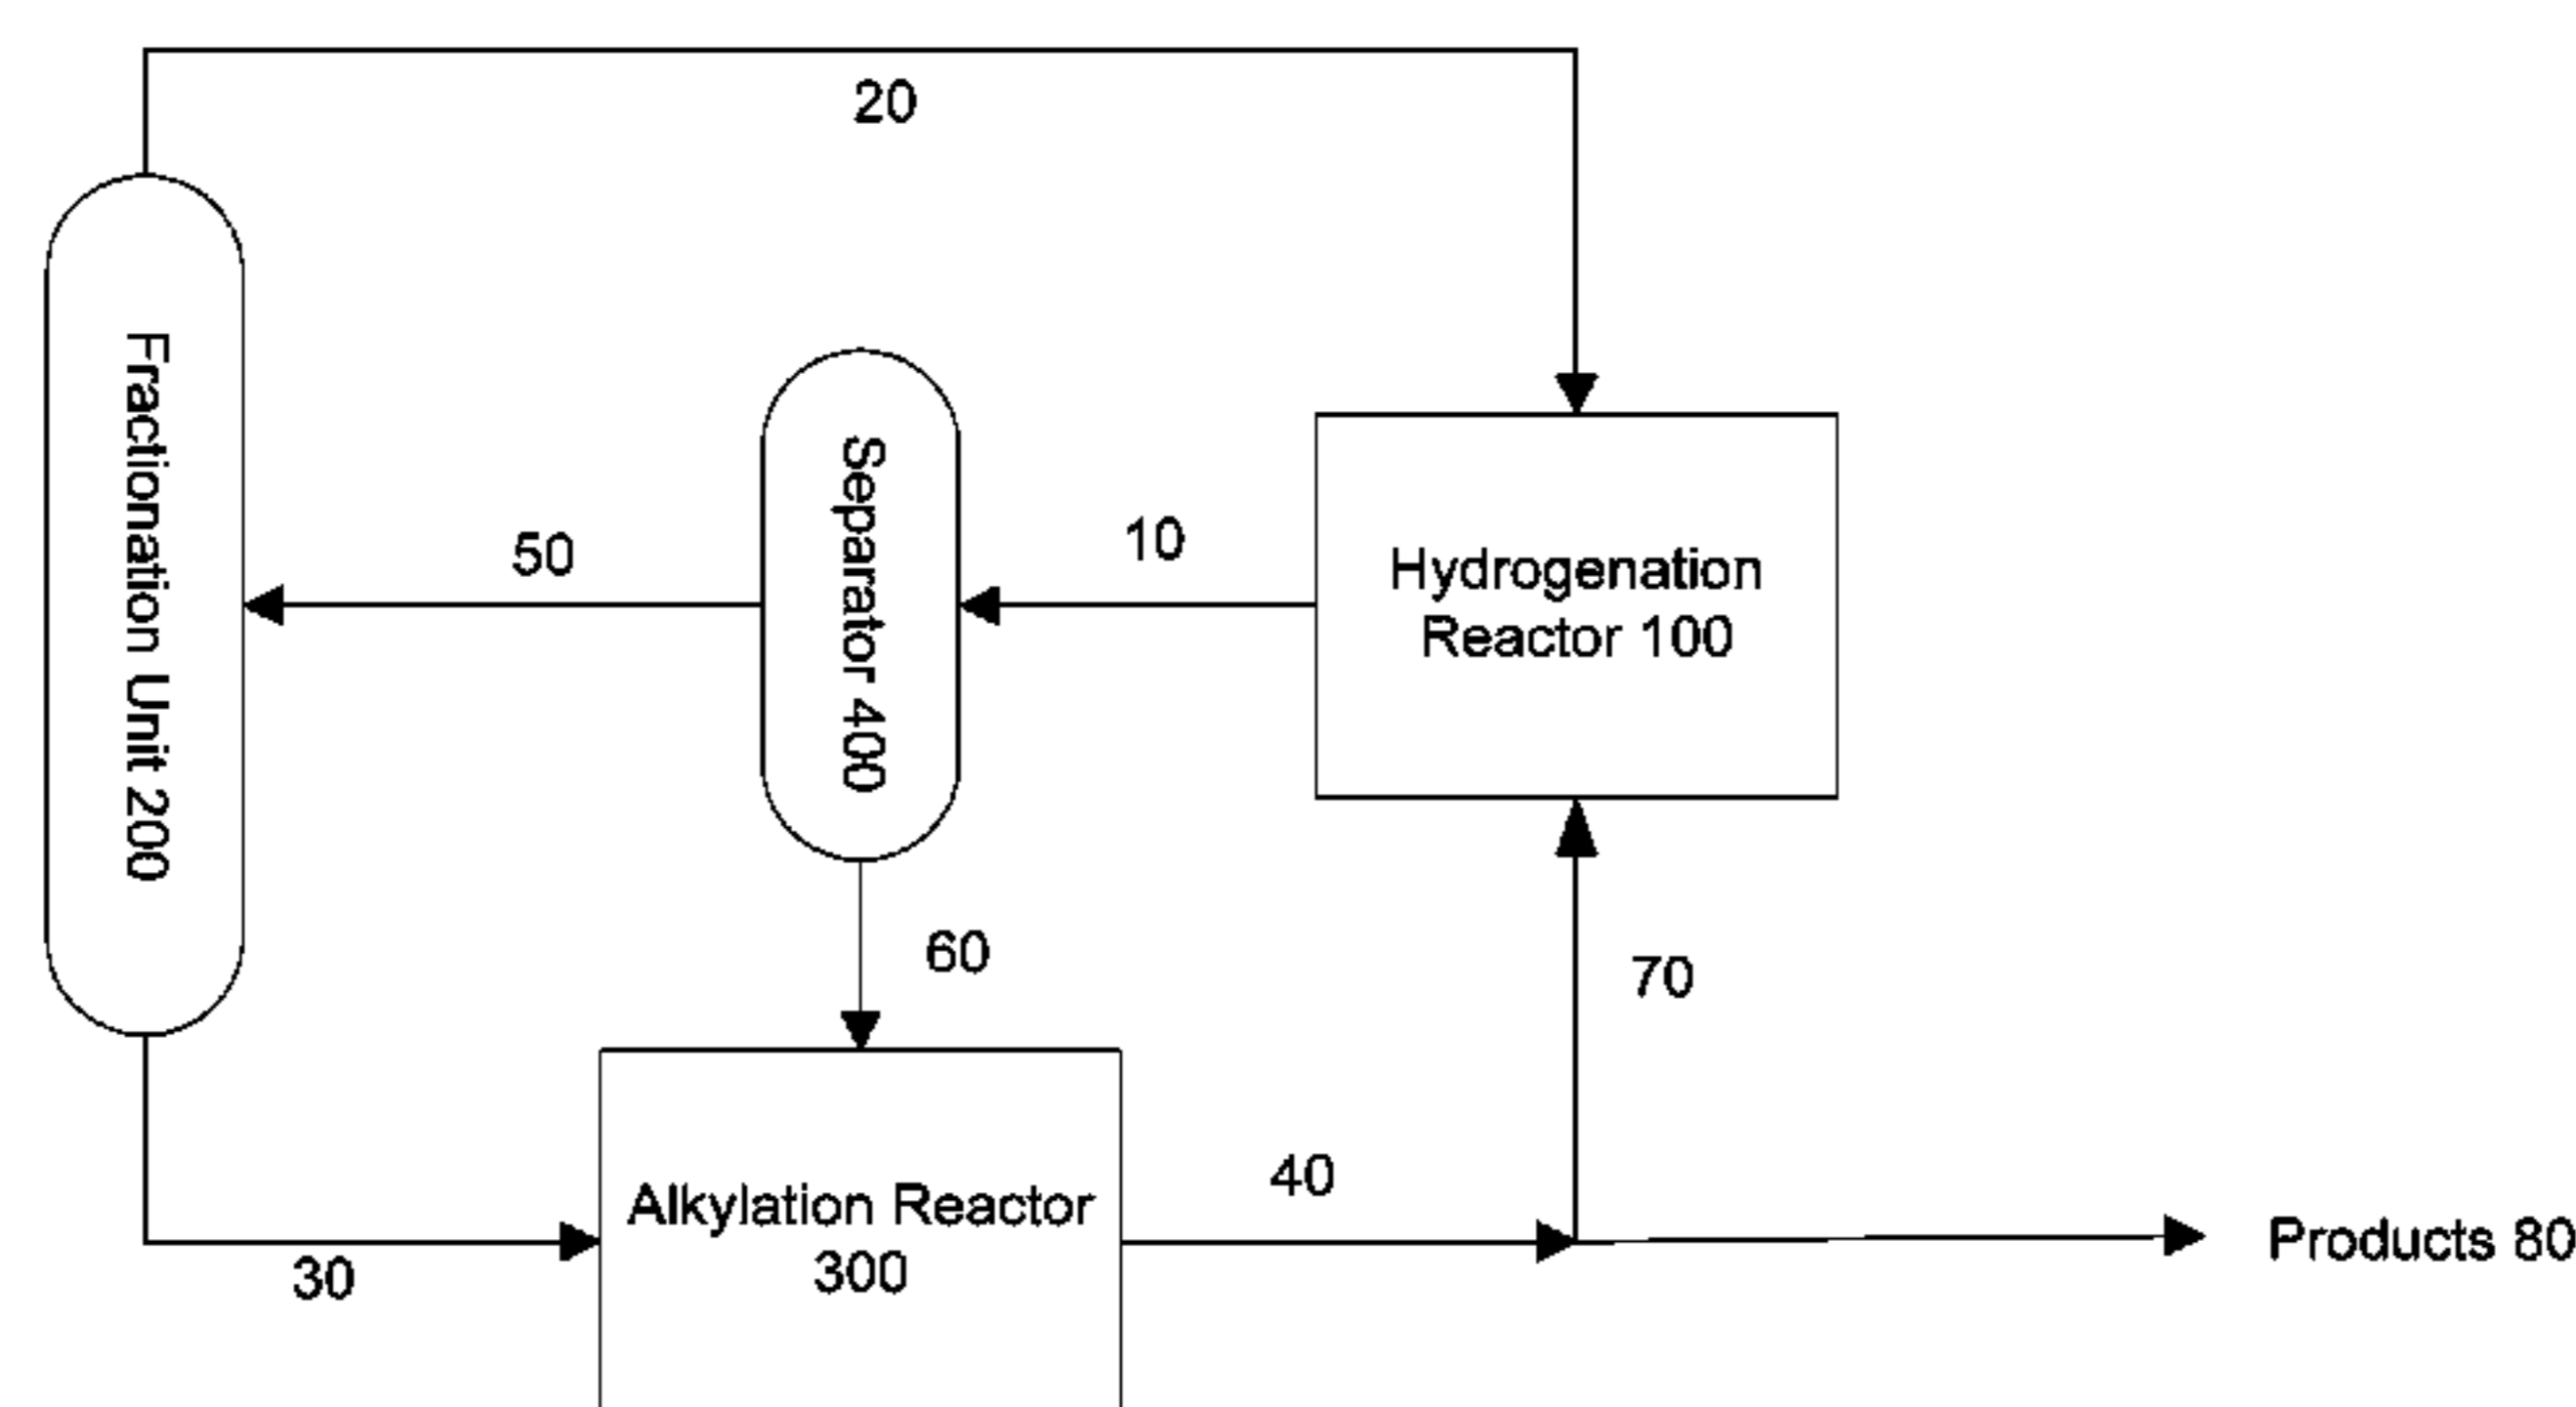 20
Fractionation Unit 200
50
Separator 400
10
Hydrogenation
Reactor 100
60
70
30
Alkylation Reactor
300
40
Products 80